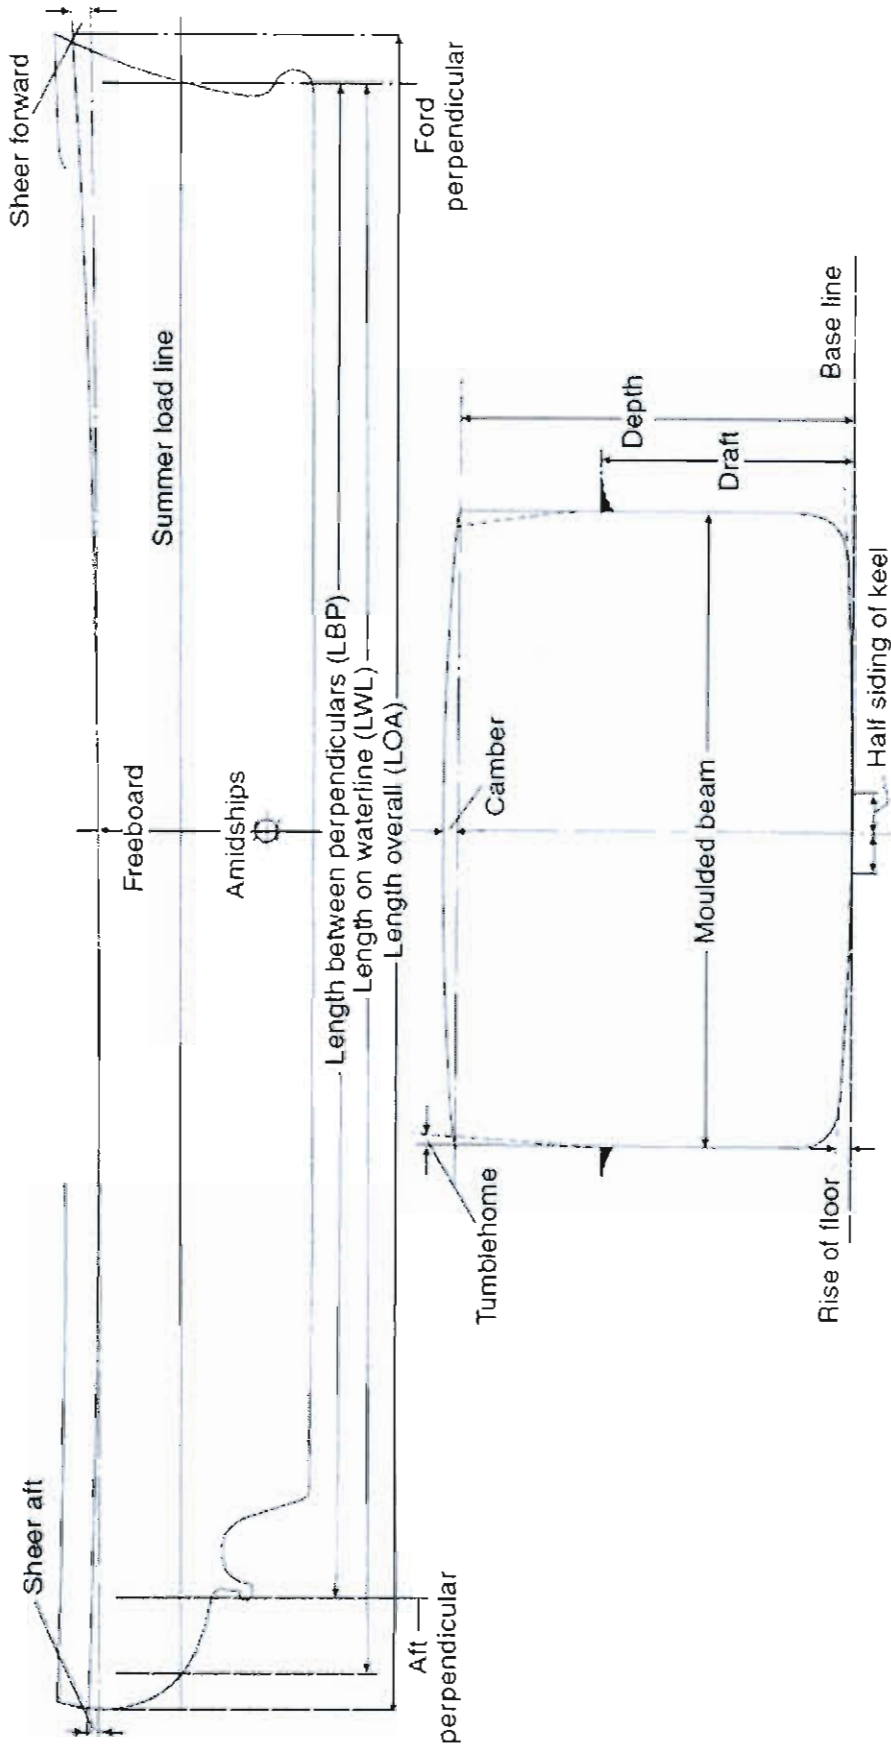 Sheer aft
Sheer forward
Summer load line
Freeboard
Amidships
Length between perpendiculars (LBP)
Length on waterline (LWL)
Length overall (LOA)
Aft
perpendicular
Ford
perpendicular
Tumblehome
Camber
Depth
Draft
Moulded beam
Rise of floor
Base line
Half siding of keel